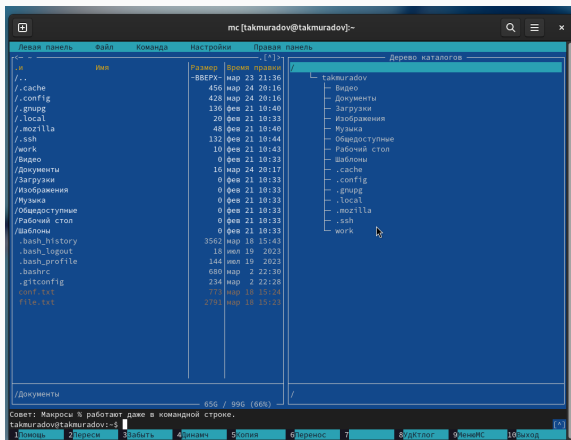 mc [takmuradov@takmuradov]:~
Левая панель Файл Команда Настройки Правая панель
<— ~ .[^]> Дерево каталогов
.и Имя Размер Время правки /
/.. -ВВЕРХ- мар 23 21:36 takmuradov
/.cache 456 мар 24 20:16 Видео
/.config 428 мар 24 20:16 Документы
/.gnupg 136 фев 21 10:40 Загрузки
/.local 20 фев 21 10:33 Изображения
/.mozilla 48 фев 21 10:40 Музыка
/.ssh 132 фев 21 10:44 Общедоступные
/work 10 фев 21 10:43 Рабочий стол
/Видео 0 фев 21 10:33 Шаблоны
/Документы 16 мар 24 20:17 .cache
/Загрузки 0 фев 21 10:33 .config
/Изображения 0 фев 21 10:33 .gnupg
/Музыка 0 фев 21 10:33 .local
/Общедоступные 0 фев 21 10:33 .mozilla
/Рабочий стол 0 фев 21 10:33 .ssh
/Шаблоны 0 фев 21 10:33 work
.bash_history 3562 мар 18 15:43
.bash_logout 18 июл 19 2023
.bash_profile 144 июл 19 2023
.bashrc 680 мар 2 22:30
.gitconfig 234 мар 2 22:28
conf.txt 773 мар 18 15:24
file.txt 2791 мар 18 15:23
/Документы /
65G / 99G (66%)
Совет: Макросы % работают даже в командной строке.
takmuradov@takmuradov:~$ [^]
1Помощь 2Пересм 3Забыть 4Динамч 5Копия 6Перенос 7 8УдКтлог 9МенюMC 10Выход